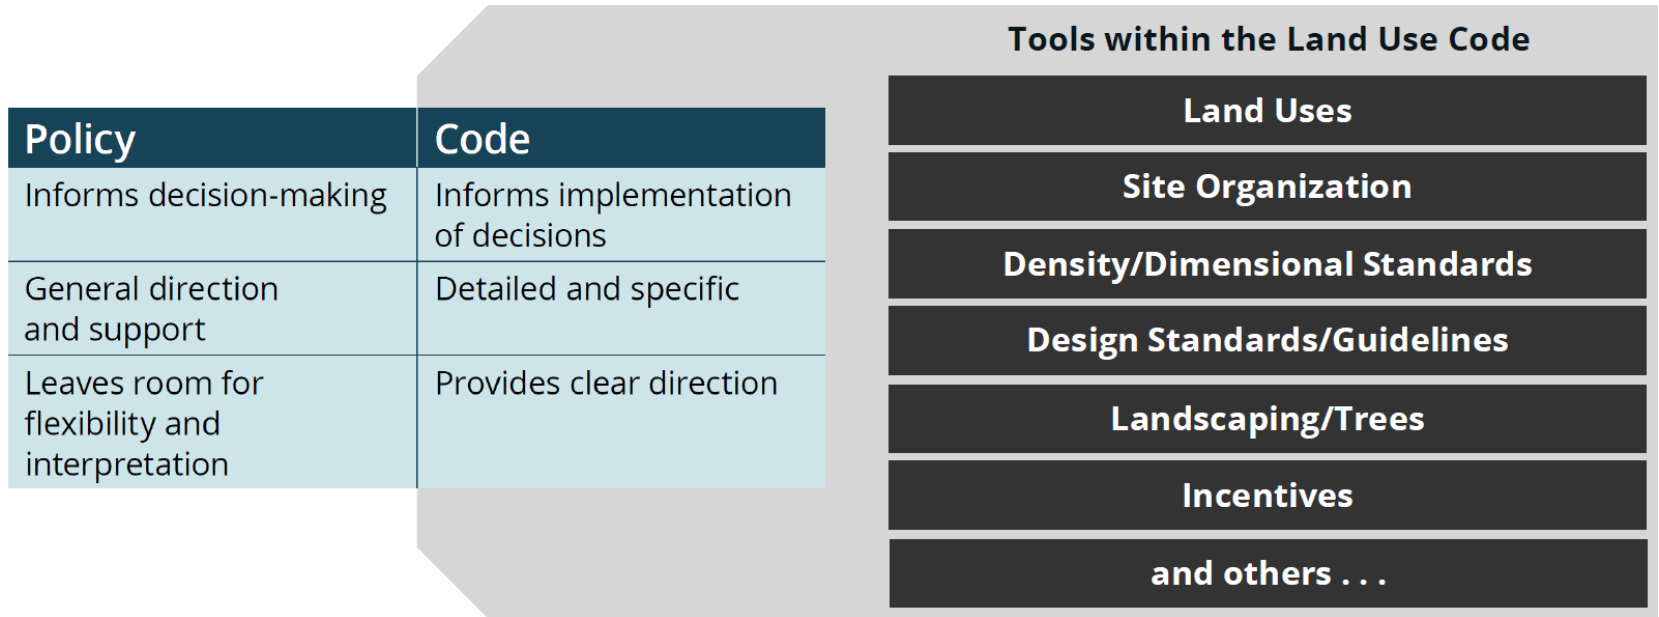 Policy
Code
Informs decision-making
Informs implementation
of decisions
General direction
and support
Detailed and specific
Leaves room for
flexibility and
interpretation
Provides clear direction
Tools within the Land Use Code
Land Uses
Site Organization
Density/Dimensional Standards
Design Standards/Guidelines
Landscaping/Trees
Incentives
and others . . .